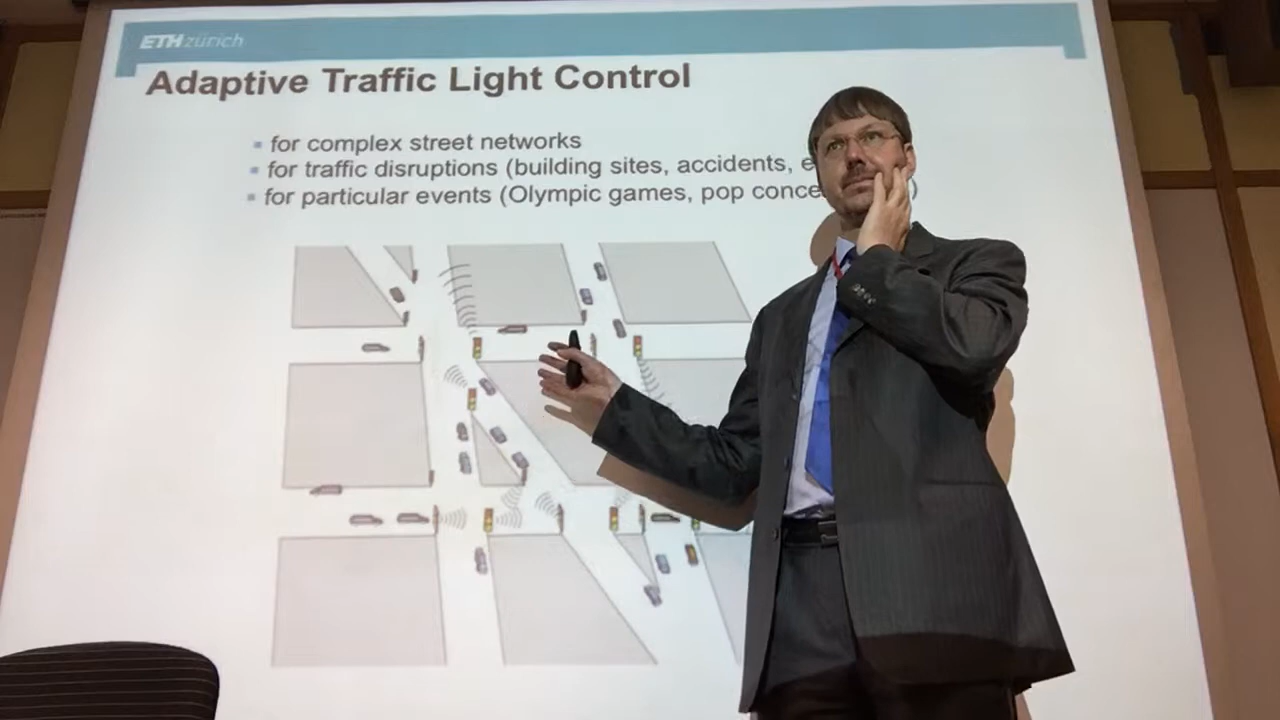 ETH zürich
Adaptive Traffic Light Control
for complex street networks
for traffic disruptions (building sites, accidents,
for particular events (Olympic games, pop )